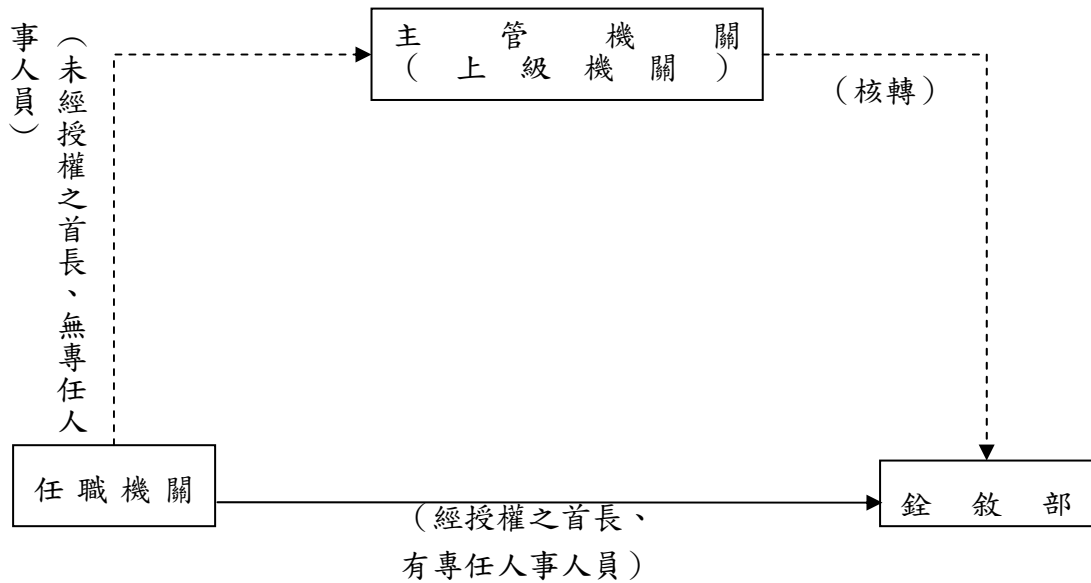 主管機關
（上級機關）
（核轉）
（未經授權之首長、無專任人
事人員）
任職機關
銓敘部
（經授權之首長、
有專任人事人員）